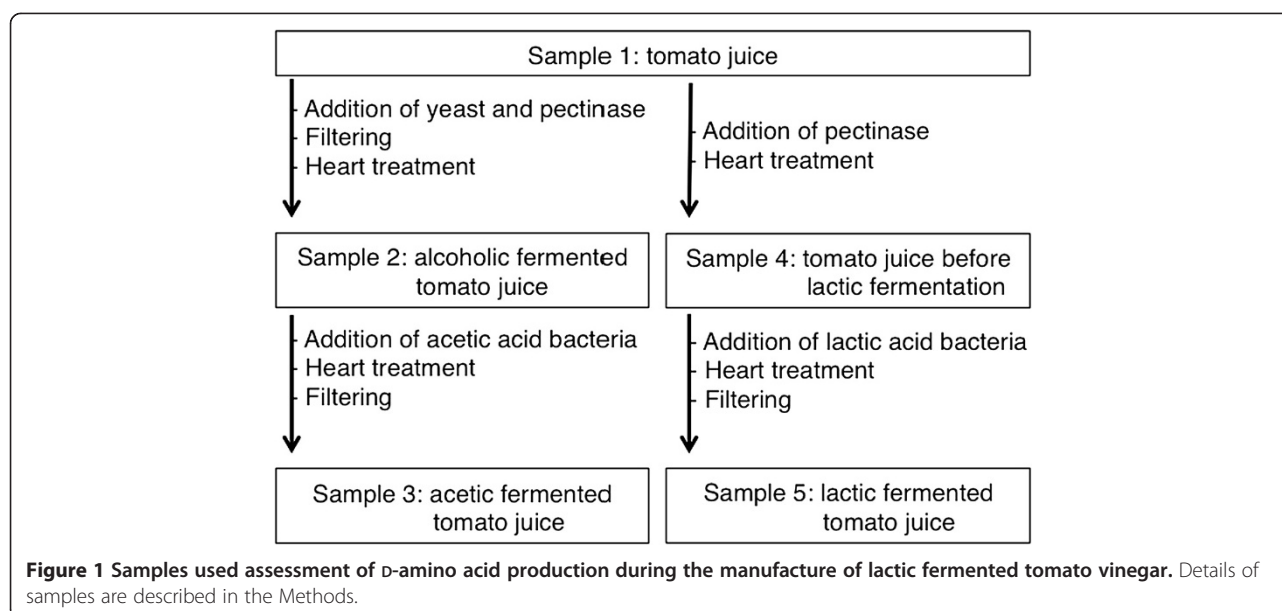 Sample 1: tomato juice
- Addition of yeast and pectinase
- Filtering
- Heart treatment
- Addition of pectinase
- Heart treatment
Sample 2: alcoholic fermented
tomato juice
Sample 4: tomato juice before
lactic fermentation
- Addition of acetic acid bacteria
- Heart treatment
- Filtering
- Addition of lactic acid bacteria
- Heart treatment
- Filtering
Sample 3: acetic fermented
tomato juice
Sample 5: lactic fermented
tomato juice
Figure 1 Samples used assessment of D-amino acid production during the manufacture of lactic fermented tomato vinegar. Details of
samples are described in the Methods.